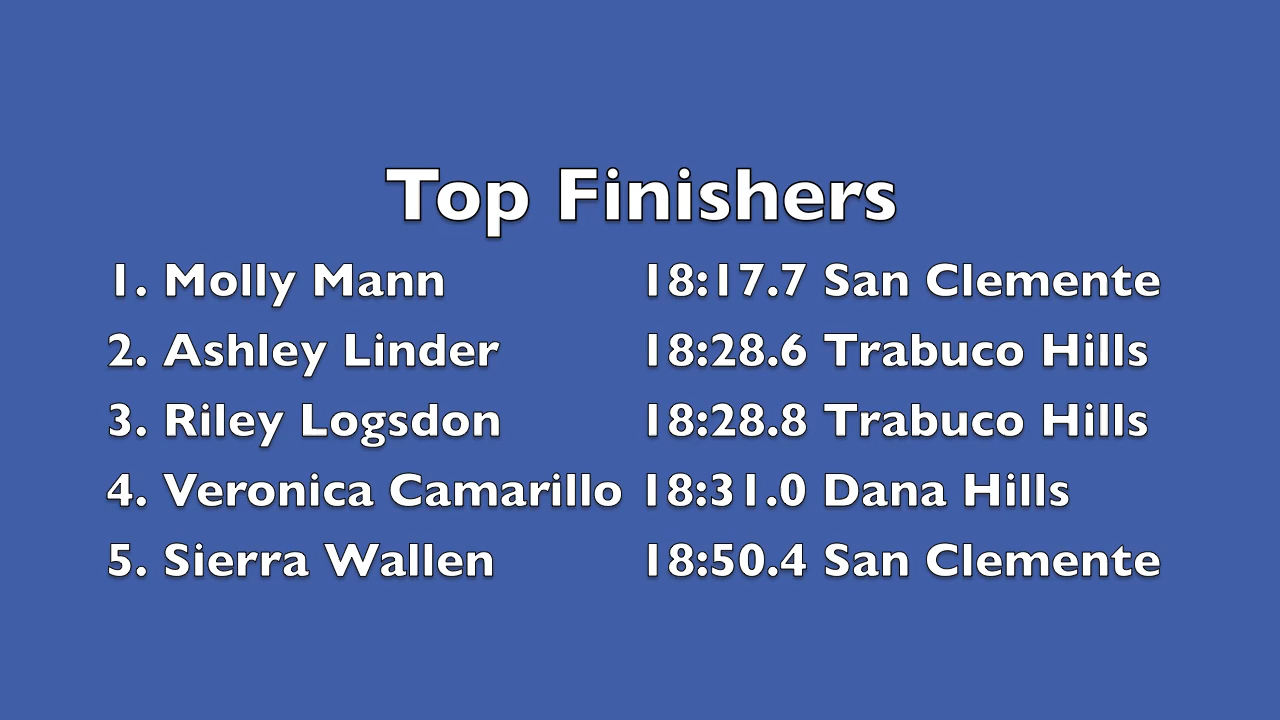 Top Finishers
1. Molly Mann 18:17.7 San Clemente
2. Ashley Linder 18:28.6 Trabuco Hills
3. Riley Logsdon 18:28.8 Trabuco Hills
4. Veronica Camarillo 18:31.0 Dana Hills
5. Sierra Wallen 18:50.4 San Clemente